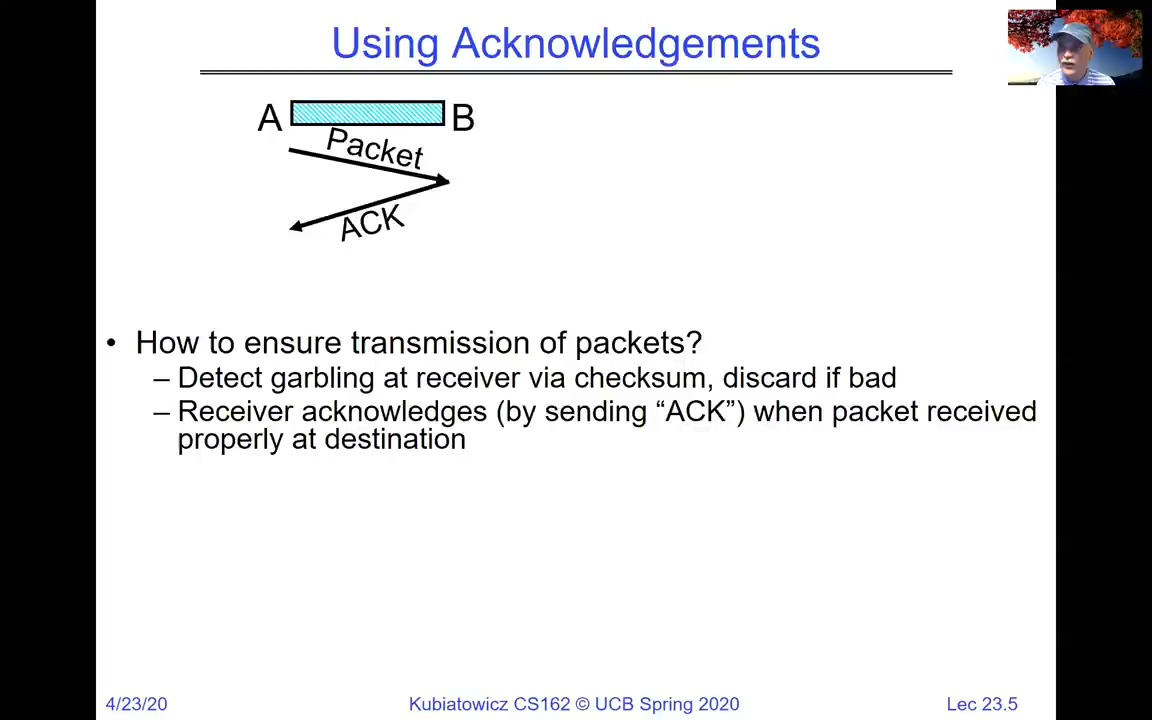 Using Acknowledgements
A
B
Packet
ACK
• How to ensure transmission of packets?
– Detect garbling at receiver via checksum, discard if bad
– Receiver acknowledges (by sending “ACK”) when packet received
properly at destination
4/23/20
Kubiatowicz CS162 © UCB Spring 2020
Lec 23.5